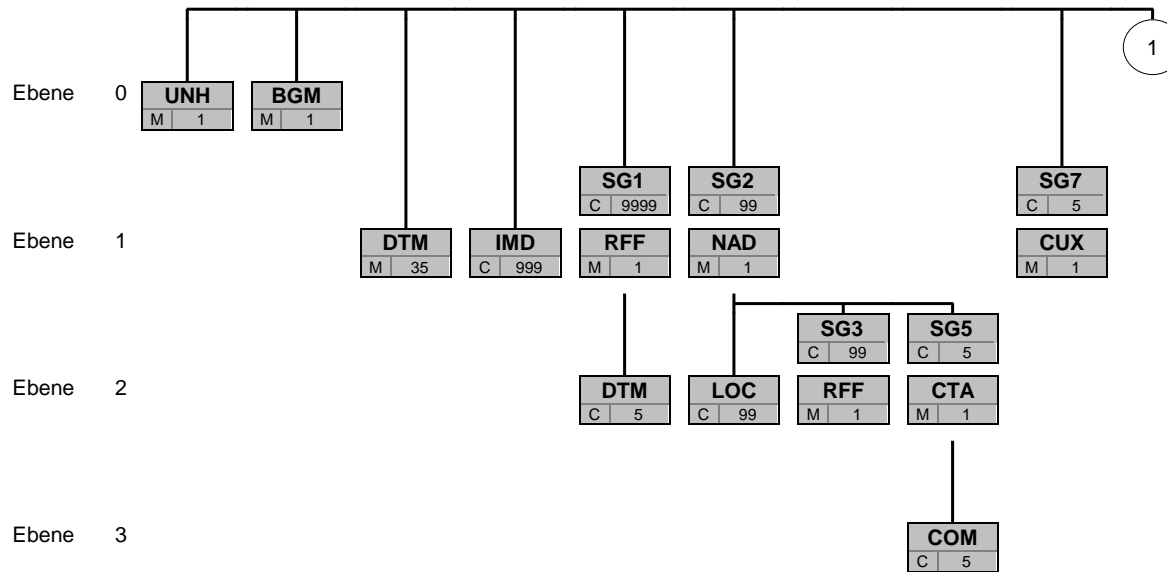 1
Ebene 0 UNH BGM
M 1 M 1
SG1 SG2 SG7
C 9999 C 99 C 5
Ebene 1 DTM IMD RFF NAD CUX
M 35 C 999 M 1 M 1 M 1
SG3 SG5
C 99 C 5
Ebene 2 DTM LOC RFF CTA
C 5 C 99 M 1 M 1
Ebene 3 COM
C 5